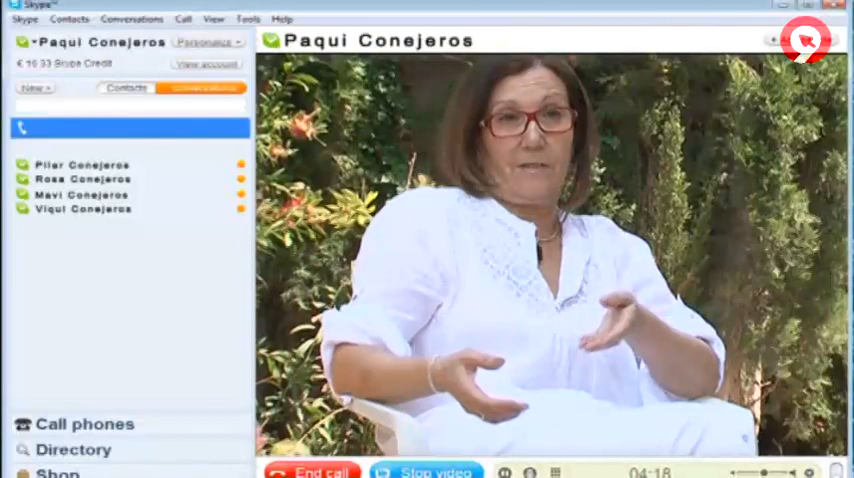 Skype™
Skype Contacts Conversations Call View Tools Help
Paqui Conejeros Personalize
€ 10.33 Skype Credit View account
New Contacts Conversations
Pilar Conejeros
Rosa Conejeros
Mavi Conejeros
Viqui Conejeros
Call phones
Directory
Shop
Paqui Conejeros
End call Stop video 04:18